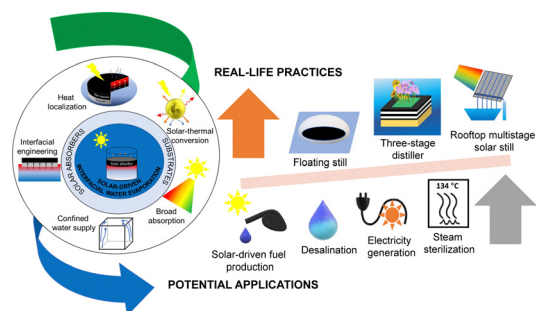 Heat
localization
Solar-thermal
conversion
Interfacial
engineering
SOLAR ABSORBERS
SUBSTRATES
Solar absorber
SOLAR-DRIVEN
INTERFACIAL WATER EVAPORATION
Confined
water supply
Broad
absorption
REAL-LIFE PRACTICES
Floating still
Three-stage
distiller
Rooftop multistage
solar still
Solar-driven fuel
production
Desalination
Electricity
generation
134 °C
Steam
sterilization
POTENTIAL APPLICATIONS